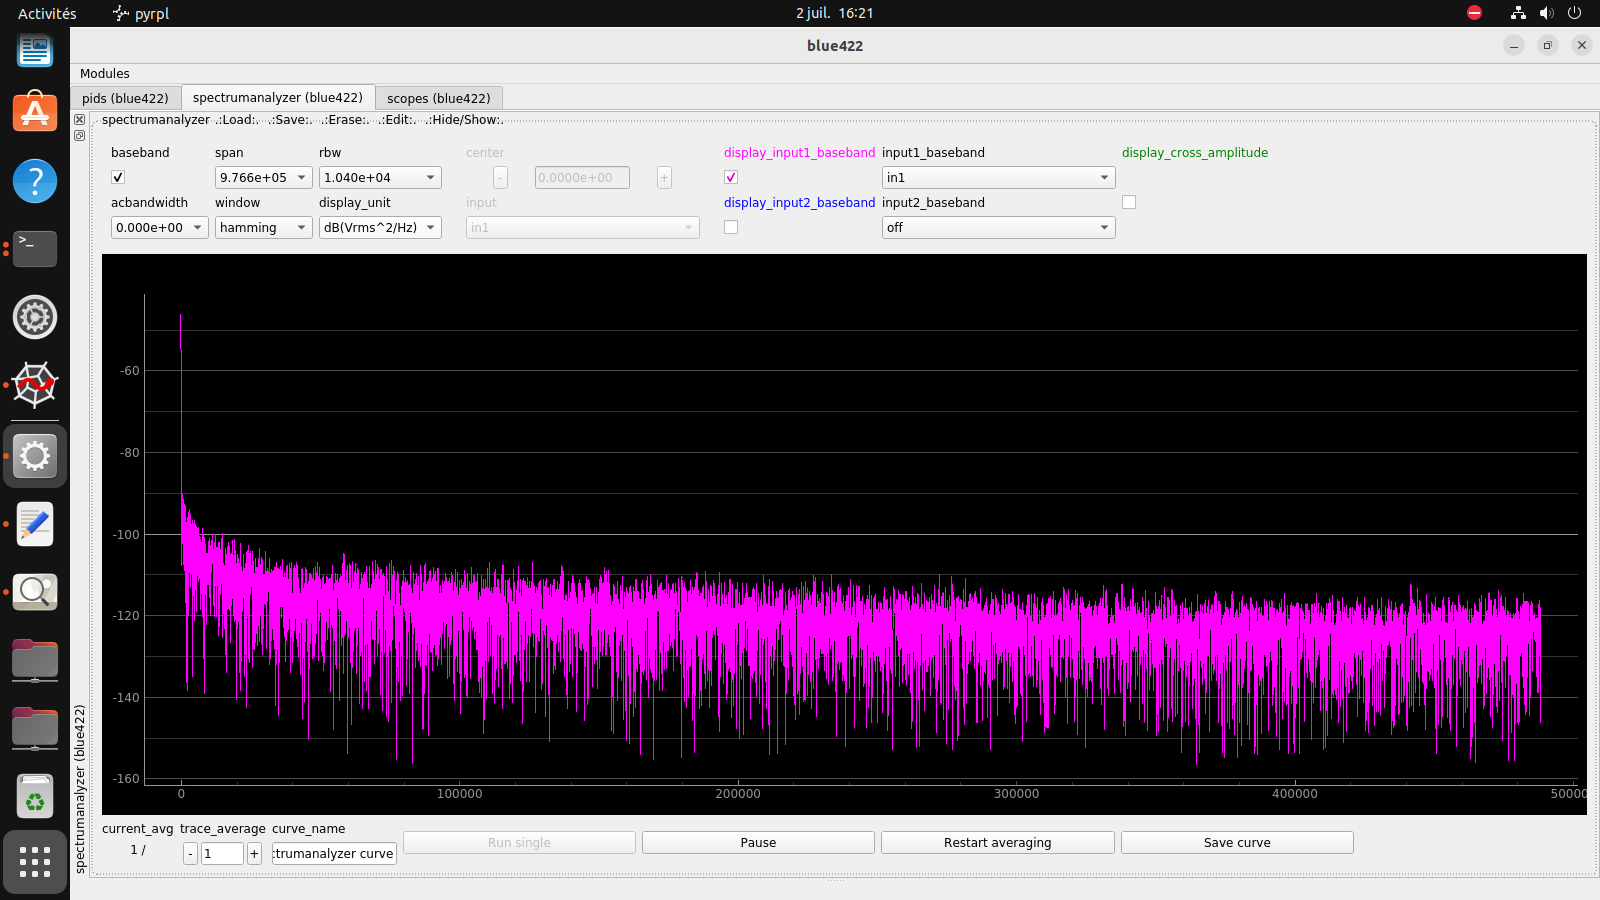 Activités pyrpl 2 juil. 16:21
blue422
Modules
pids (blue422) spectrumanalyzer (blue422) scopes (blue422)
spectrumanalyzer .:Load:. .:Save:. .:Erase:. .:Edit:. .:Hide/Show:.
baseband span rbw center display_input1_baseband input1_baseband display_cross_amplitude
9.766e+05 1.040e+04 - 0.0000e+00 + in1
acbandwidth window display_unit input display_input2_baseband input2_baseband
0.000e+00 hamming dB(Vrms^2/Hz) in1 off
-60
-80
-100
-120
-140
-160
0 100000 200000 300000 400000 50000
spectrumanalyzer (blue422)
current_avg trace_average curve_name
1 / - 1 + trumanalyzer curve Run single Pause Restart averaging Save curve